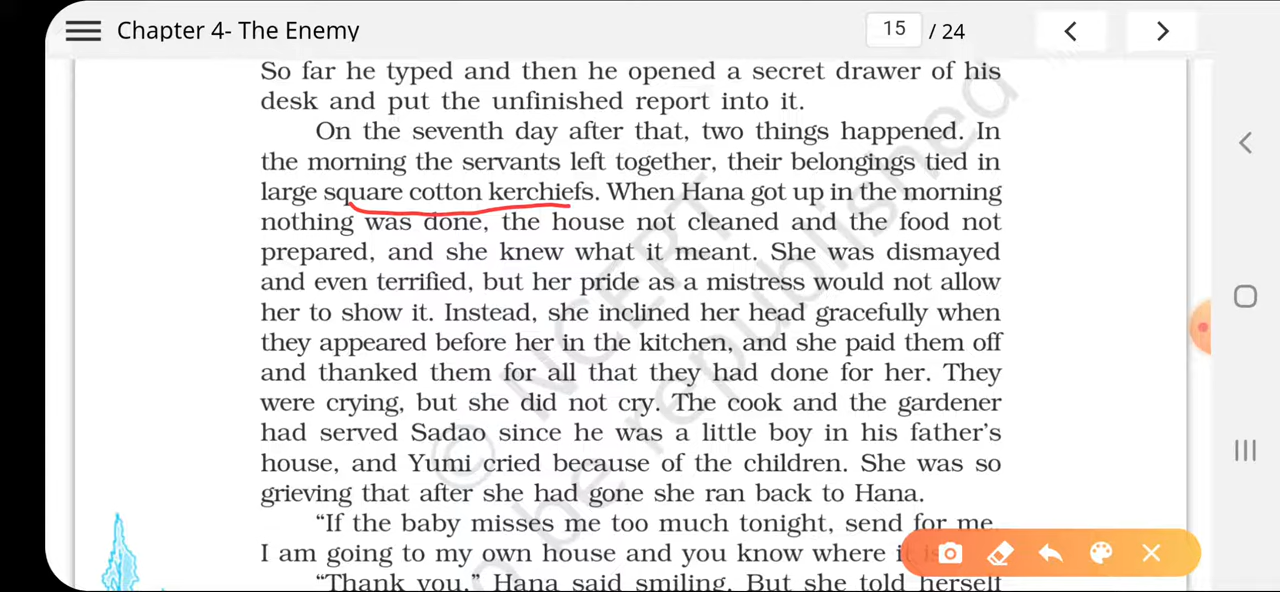 Chapter 4- The Enemy
15 / 24
So far he typed and then he opened a secret drawer of his
desk and put the unfinished report into it.
On the seventh day after that, two things happened. In
the morning the servants left together, their belongings tied in
large square cotton kerchiefs. When Hana got up in the morning
nothing was done, the house not cleaned and the food not
prepared, and she knew what it meant. She was dismayed
and even terrified, but her pride as a mistress would not allow
her to show it. Instead, she inclined her head gracefully when
they appeared before her in the kitchen, and she paid them off
and thanked them for all that they had done for her. They
were crying, but she did not cry. The cook and the gardener
had served Sadao since he was a little boy in his father's
house, and Yumi cried because of the children. She was so
grieving that after she had gone she ran back to Hana.
“If the baby misses me too much tonight, send for me.
I am going to my own house and you know where
“Thank you,” Hana said smiling. But she told herself
© NCERT
be republished